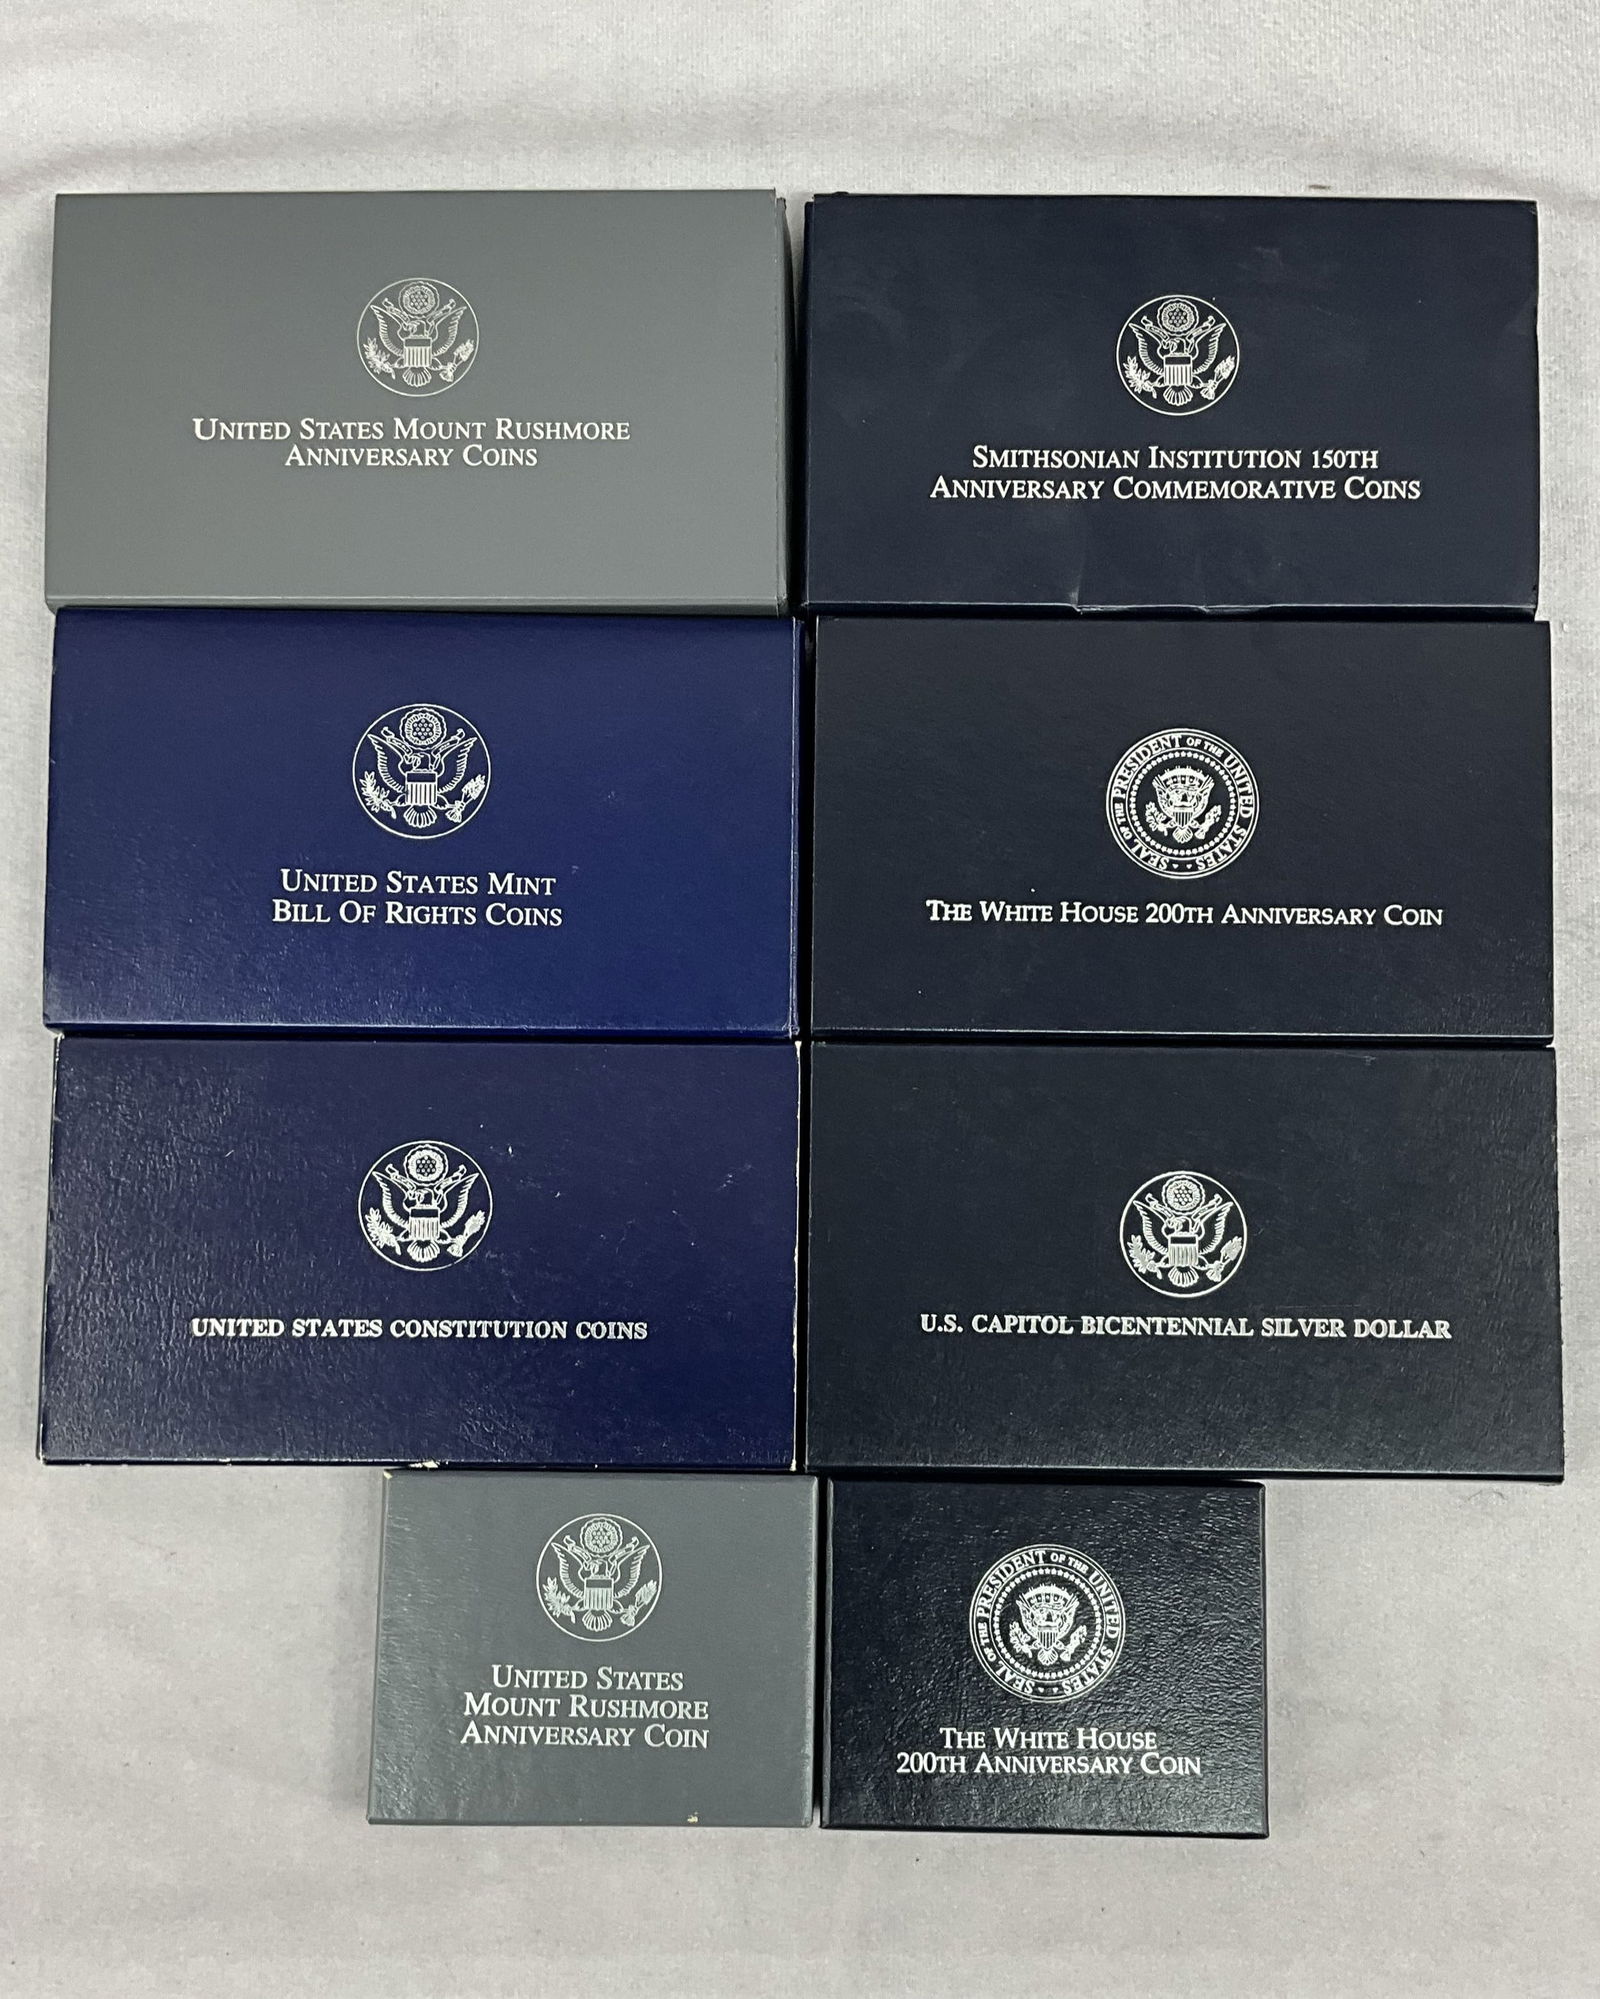 United States Mount Rushmore
Anniversary Coins
Smithsonian Institution 150th
Anniversary Commemorative Coins
United States Mint
Bill Of Rights Coins
SEAL OF THE PRESIDENT OF THE UNITED STATES
The White House 200th Anniversary Coin
UNITED STATES CONSTITUTION COINS
U.S. CAPITOL BICENTENNIAL SILVER DOLLAR
United States
Mount Rushmore
Anniversary Coin
SEAL OF THE PRESIDENT OF THE UNITED STATES
The White House
200th Anniversary Coin